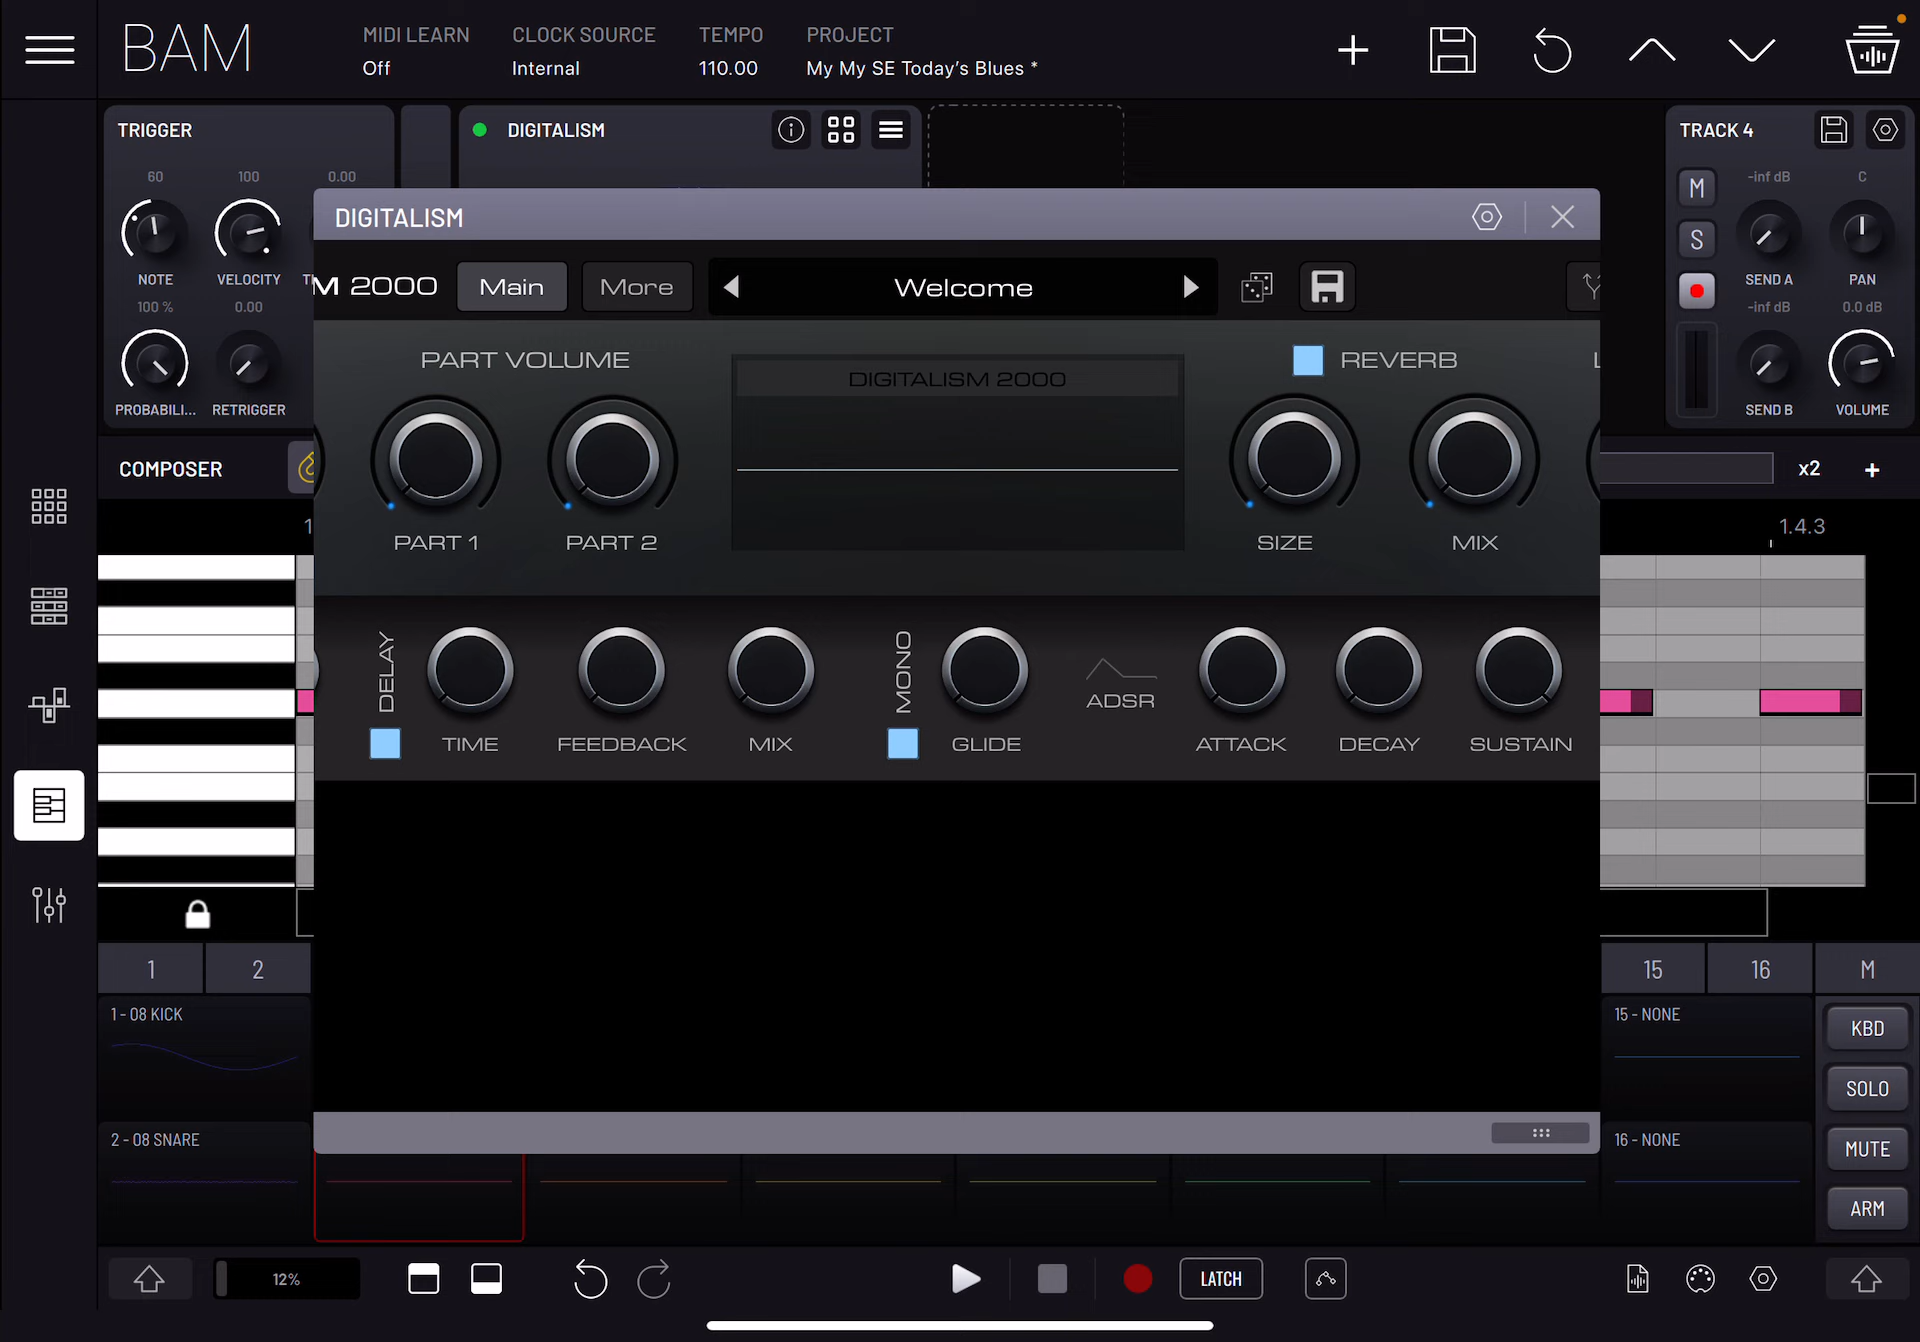 BAM
MIDI LEARN
Off
CLOCK SOURCE
Internal
TEMPO
110.00
PROJECT
My My SE Today's Blues *
TRIGGER
60
100
0.00
NOTE
VELOCITY
100 %
0.00
PROBABILI...
RETRIGGER
DIGITALISM
TRACK 4
M
-inf dB
C
S
SEND A
PAN
-inf dB
0.0 dB
SEND B
VOLUME
DIGITALISM
M 2000
Main
More
Welcome
PART VOLUME
PART 1
PART 2
DIGITALISM 2000
REVERB
SIZE
MIX
DELAY
TIME
FEEDBACK
MIX
MONO
GLIDE
ADSR
ATTACK
DECAY
SUSTAIN
COMPOSER
x2
+
1
1.4.3
1
2
15
16
M
1 - 08 KICK
15 - NONE
KBD
SOLO
2 - 08 SNARE
16 - NONE
MUTE
ARM
12%
LATCH